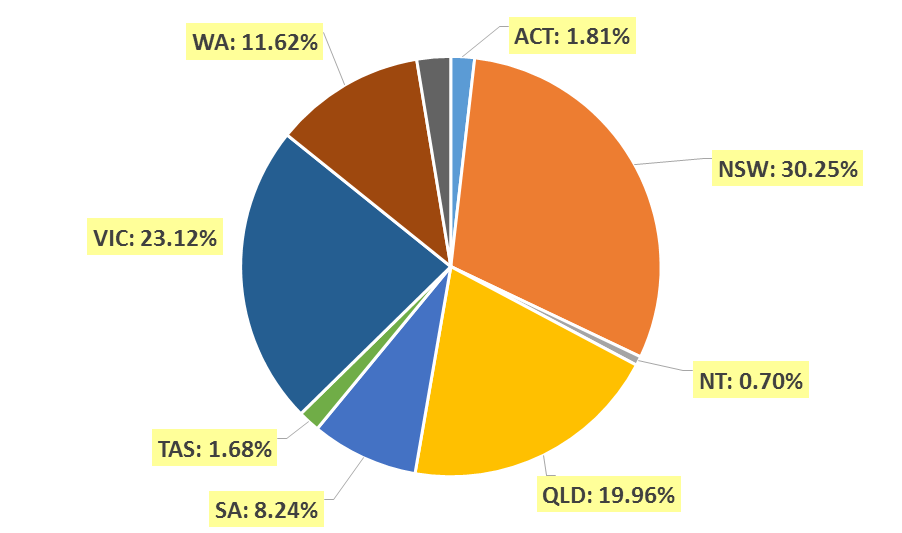 WA: 11.62%
ACT: 1.81%
NSW: 30.25%
VIC: 23.12%
NT: 0.70%
TAS: 1.68%
QLD: 19.96%
SA: 8.24%